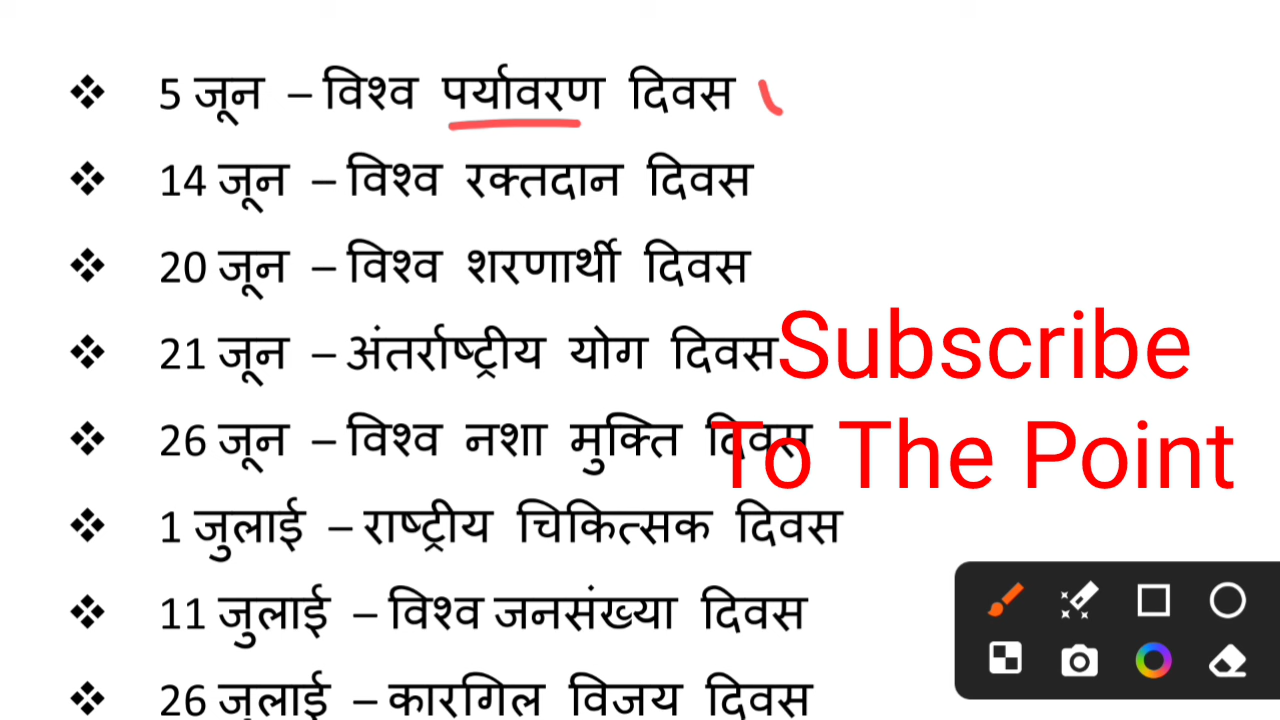 ❖ 5 जून – विश्व पर्यावरण दिवस
❖ 14 जून – विश्व रक्तदान दिवस
❖ 20 जून – विश्व शरणार्थी दिवस
❖ 21 जून – अंतर्राष्ट्रीय योग दिवस
Subscribe
❖ 26 जून – विश्व नशा मुक्ति दिवस
To The Point
❖ 1 जुलाई – राष्ट्रीय चिकित्सक दिवस
❖ 11 जुलाई – विश्व जनसंख्या दिवस
❖ 26 जुलाई – कारगिल विजय दिवस